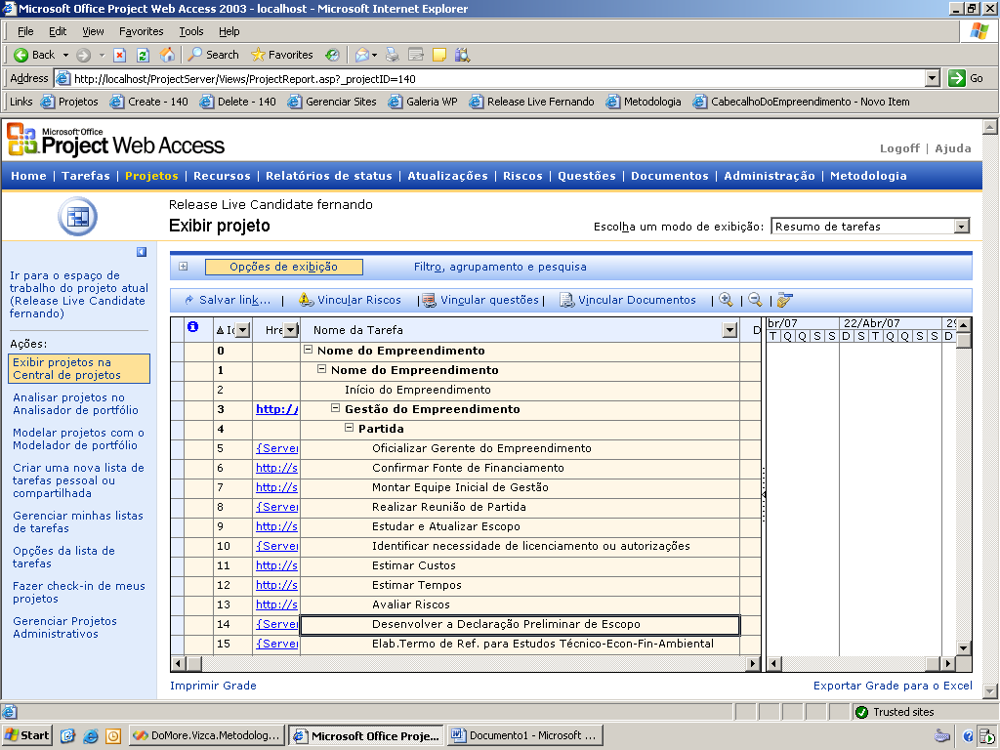 Microsoft Office Project Web Access 2003 - localhost - Microsoft Internet Explorer
File Edit View Favorites Tools Help
Back Search Favorites
Address http://localhost/ProjectServer/Views/ProjectReport.asp?_projectID=140 Go
Links Projetos Create - 140 Delete - 140 Gerenciar Sites Galeria WP Release Live Fernando Metodologia CabecalhoDoEmpreendimento - Novo Item
Microsoft Office
Project Web Access
Logoff | Ajuda
Home | Tarefas | Projetos | Recursos | Relatórios de status | Atualizações | Riscos | Questões | Documentos | Administração | Metodologia
Release Live Candidate fernando
Exibir projeto
Escolha um modo de exibição: Resumo de tarefas
Ir para o espaço de
trabalho do projeto atual
(Release Live Candidate
fernando)
Ações:
Exibir projetos na
Central de projetos
Analisar projetos no
Analisador de portfólio
Modelar projetos com o
Modelador de portfólio
Criar uma nova lista de
tarefas pessoal ou
compartilhada
Gerenciar minhas listas
de tarefas
Opções da lista de
tarefas
Fazer check-in de meus
projetos
Gerenciar Projetos
Administrativos
Opções de exibição Filtro, agrupamento e pesquisa
Salvar link... | Vincular Riscos | Vincular questões | Vincular Documentos |
Hre Nome da Tarefa D br/07 22/Abr/07 29
T Q Q S S D S T Q Q S S D
0 Nome do Empreendimento
1 Nome do Empreendimento
2 Início do Empreendimento
3 http:// Gestão do Empreendimento
4 Partida
5 {Server Oficializar Gerente do Empreendimento
6 http://s Confirmar Fonte de Financiamento
7 http://s Montar Equipe Inicial de Gestão
8 {Server Realizar Reunião de Partida
9 http://s Estudar e Atualizar Escopo
10 {Server Identificar necessidade de licenciamento ou autorizações
11 http://s Estimar Custos
12 http://s Estimar Tempos
13 http://s Avaliar Riscos
14 {Server Desenvolver a Declaração Preliminar de Escopo
15 {Server Elab.Termo de Ref. para Estudos Técnico-Econ-Fin-Ambiental
Imprimir Grade Exportar Grade para o Excel
Trusted sites
Start DoMore.Vizca.Metodolog... Microsoft Office Proje... Documento1 - Microsoft ...